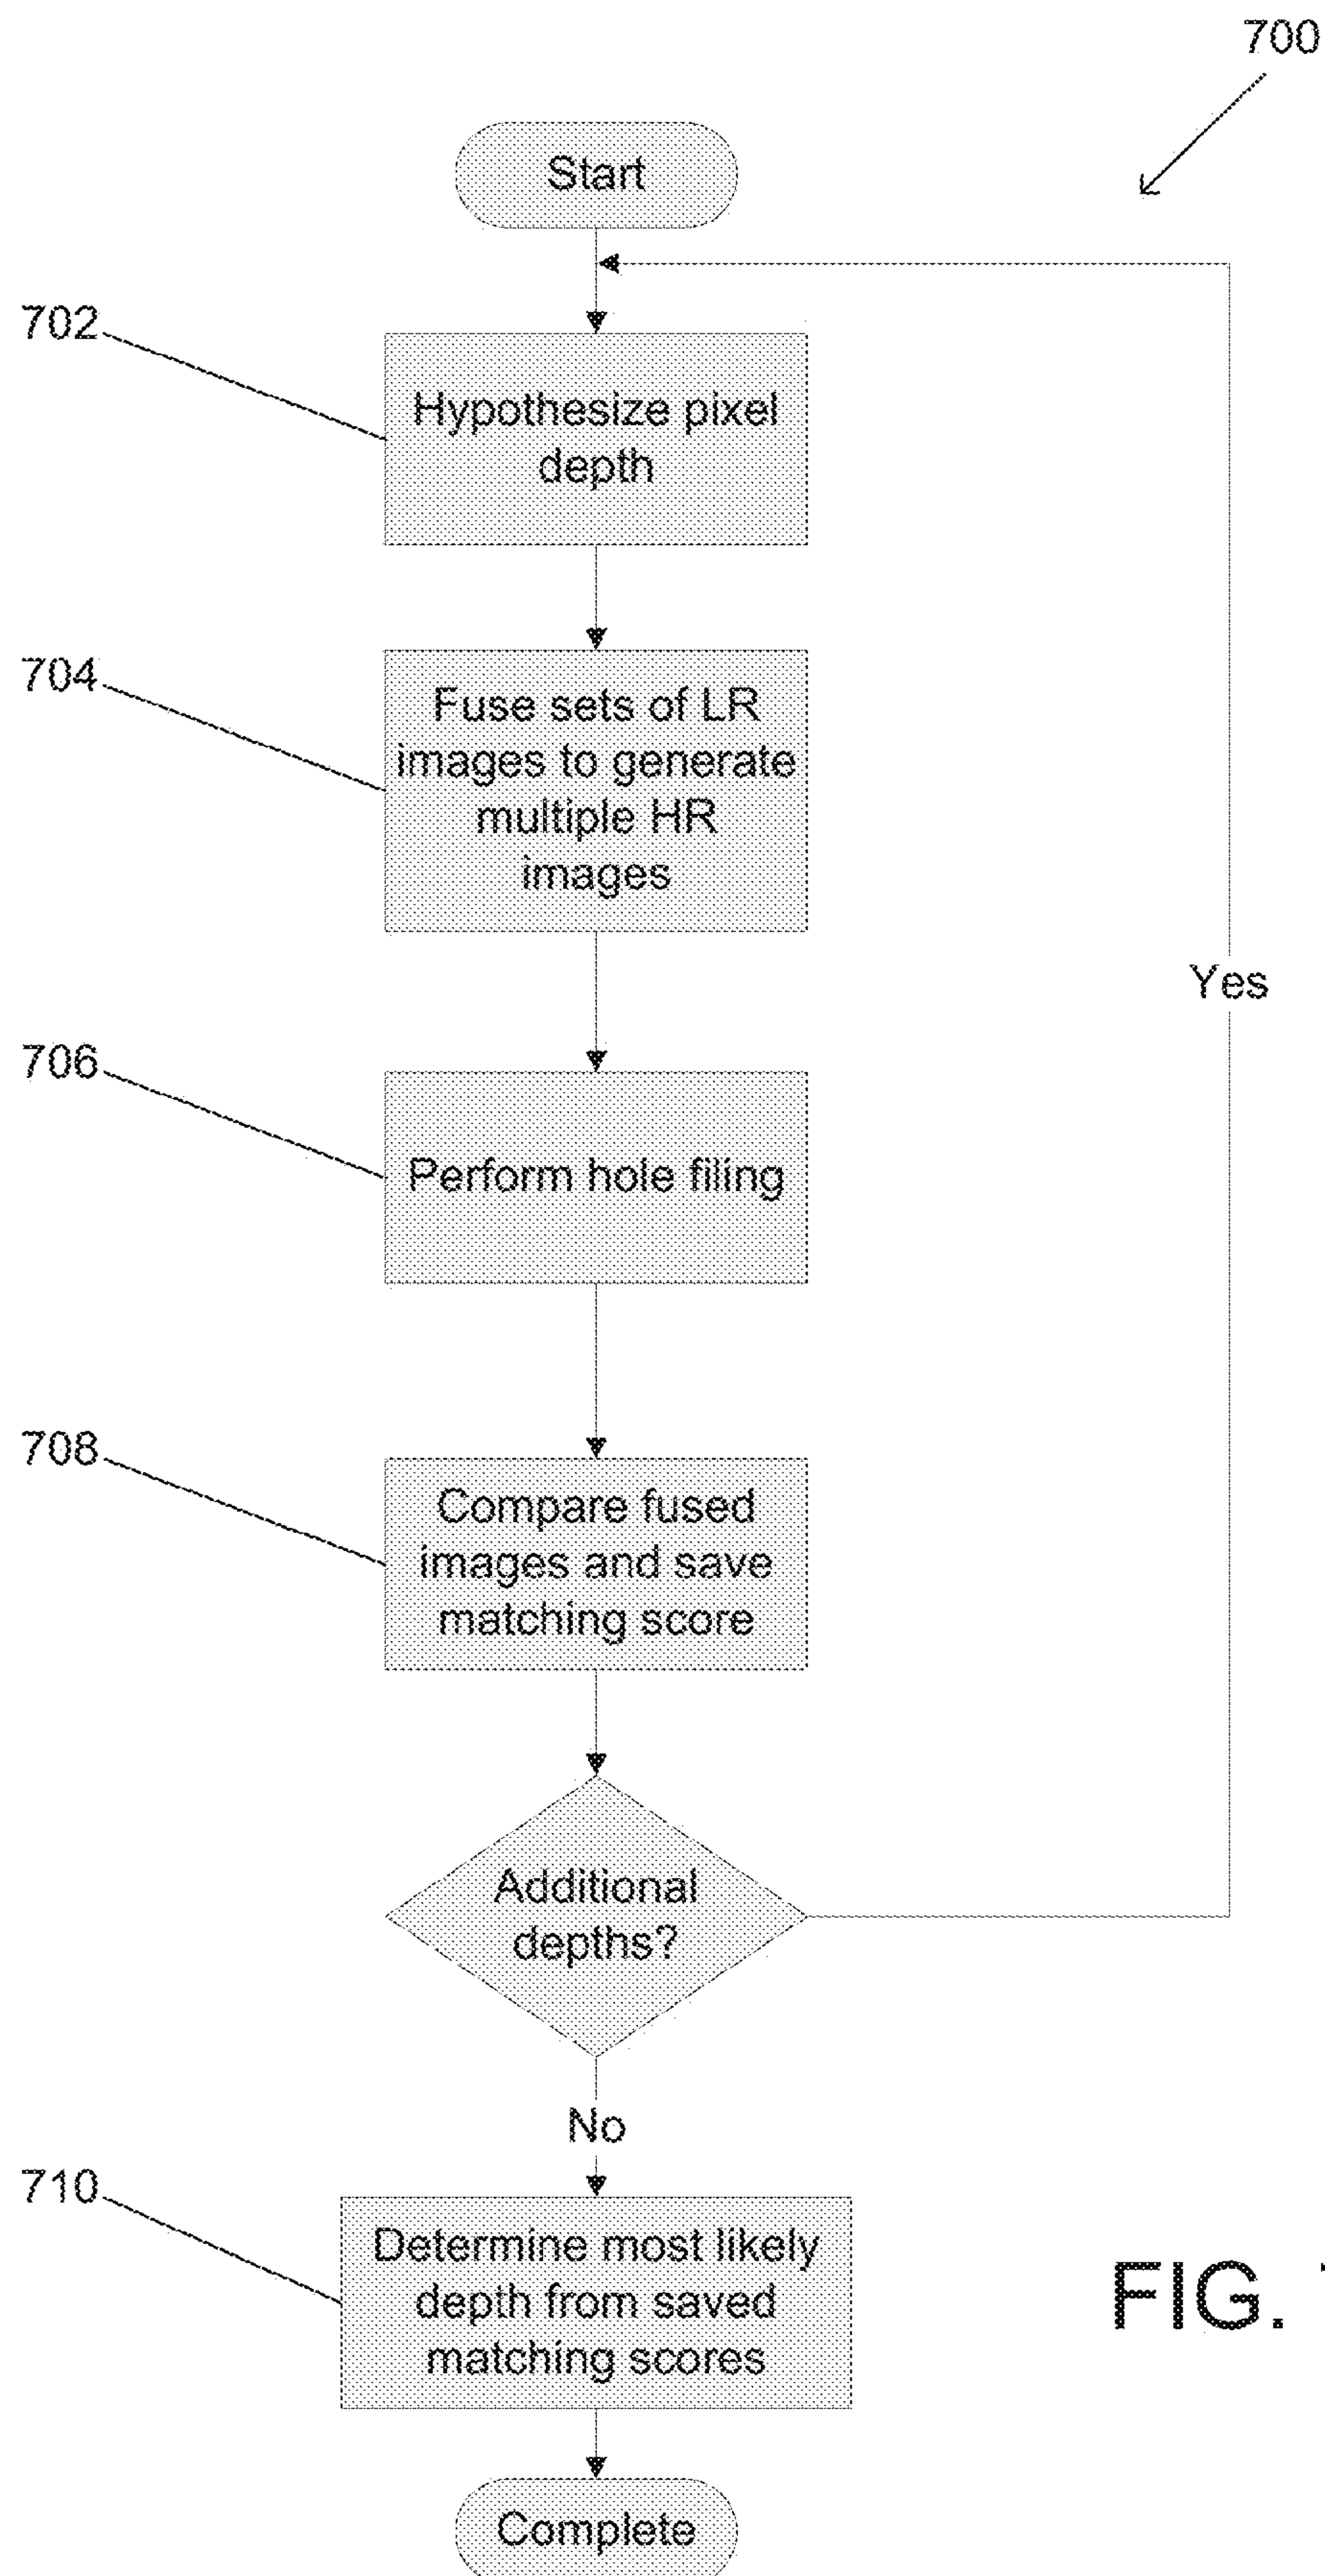 700
Start
702
Hypothesize pixel
depth
704
Fuse sets of LR
images to generate
multiple HR
images
Yes
706
Perform hole filing
708
Compare fused
images and save
matching score
Additional
depths?
No
710
Determine most likely
depth from saved
matching scores
FIG.
Complete